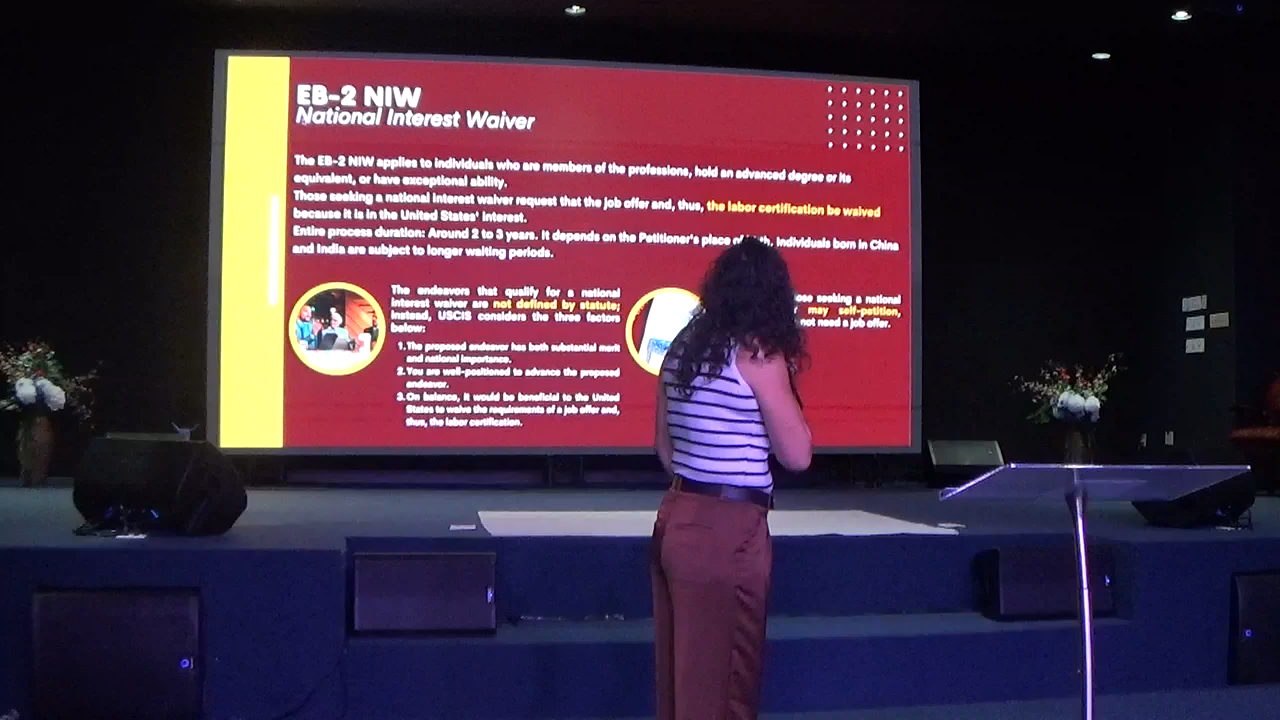 EB-2 NIW
National Interest Waiver
The EB-2 NIW applies to individuals who are members of the professions, hold an advanced degree or its
equivalent, or have exceptional ability.
Those seeking a national interest waiver request that the job offer and, thus, the labor certification be waived
because it is in the United States' interest.
Entire process duration: Around 2 to 3 years. It depends on the Petitioner's place of Individuals born in China
and India are subject to longer waiting periods.
The endeavors that qualify for a national
interest waiver are not defined by statute;
instead, USCIS considers the three factors
below:
1. The proposed endeavor has both substantial merit
and national importance.
2. You are well-positioned to advance the proposed
endeavor.
3. On balance, it would be beneficial to the United
States to waive the requirements of a job offer and,
thus, the labor certification.
seeking a national
may self-petition,
not need a job offer.